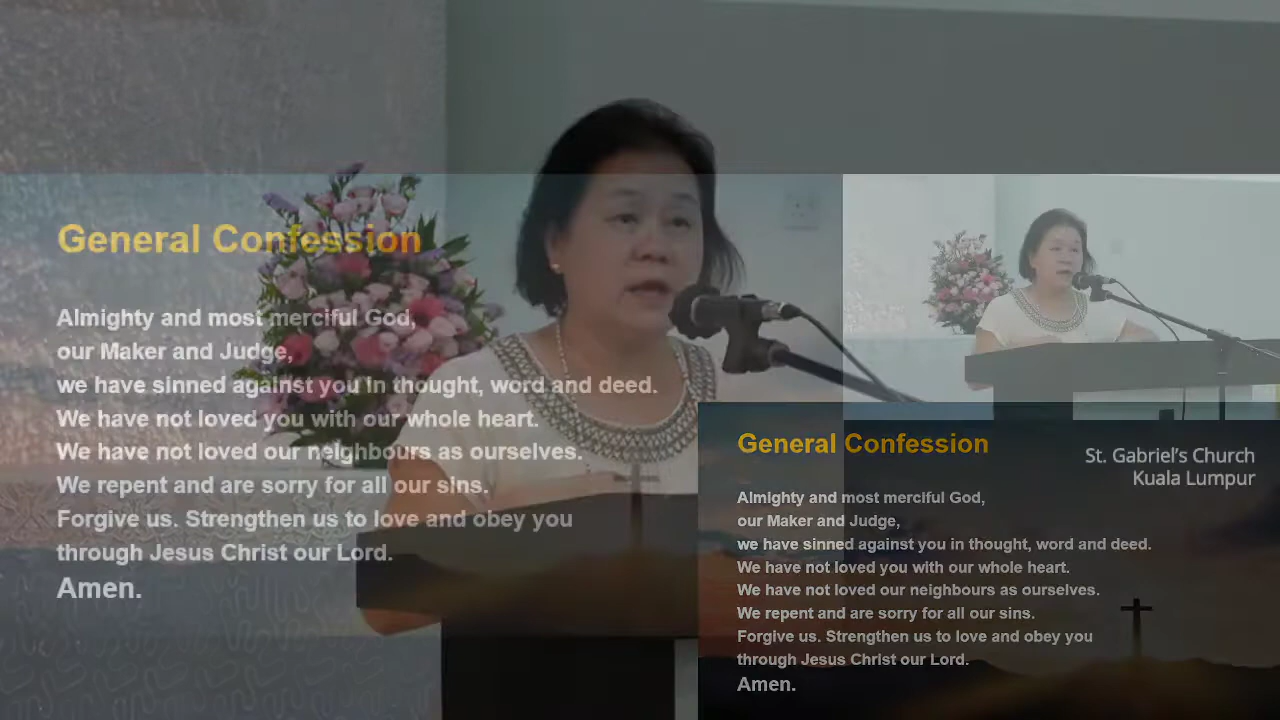 General Confession
Almighty and most merciful God,
our Maker and Judge,
we have sinned against you in thought, word and deed.
We have not loved you with our whole heart.
We have not loved our neighbours as ourselves.
We repent and are sorry for all our sins.
Forgive us. Strengthen us to love and obey you
through Jesus Christ our Lord.
Amen.
General Confession
St. Gabriel's Church
Kuala Lumpur
Almighty and most merciful God,
our Maker and Judge,
we have sinned against you in thought, word and deed.
We have not loved you with our whole heart.
We have not loved our neighbours as ourselves.
We repent and are sorry for all our sins.
Forgive us. Strengthen us to love and obey you
through Jesus Christ our Lord.
Amen.